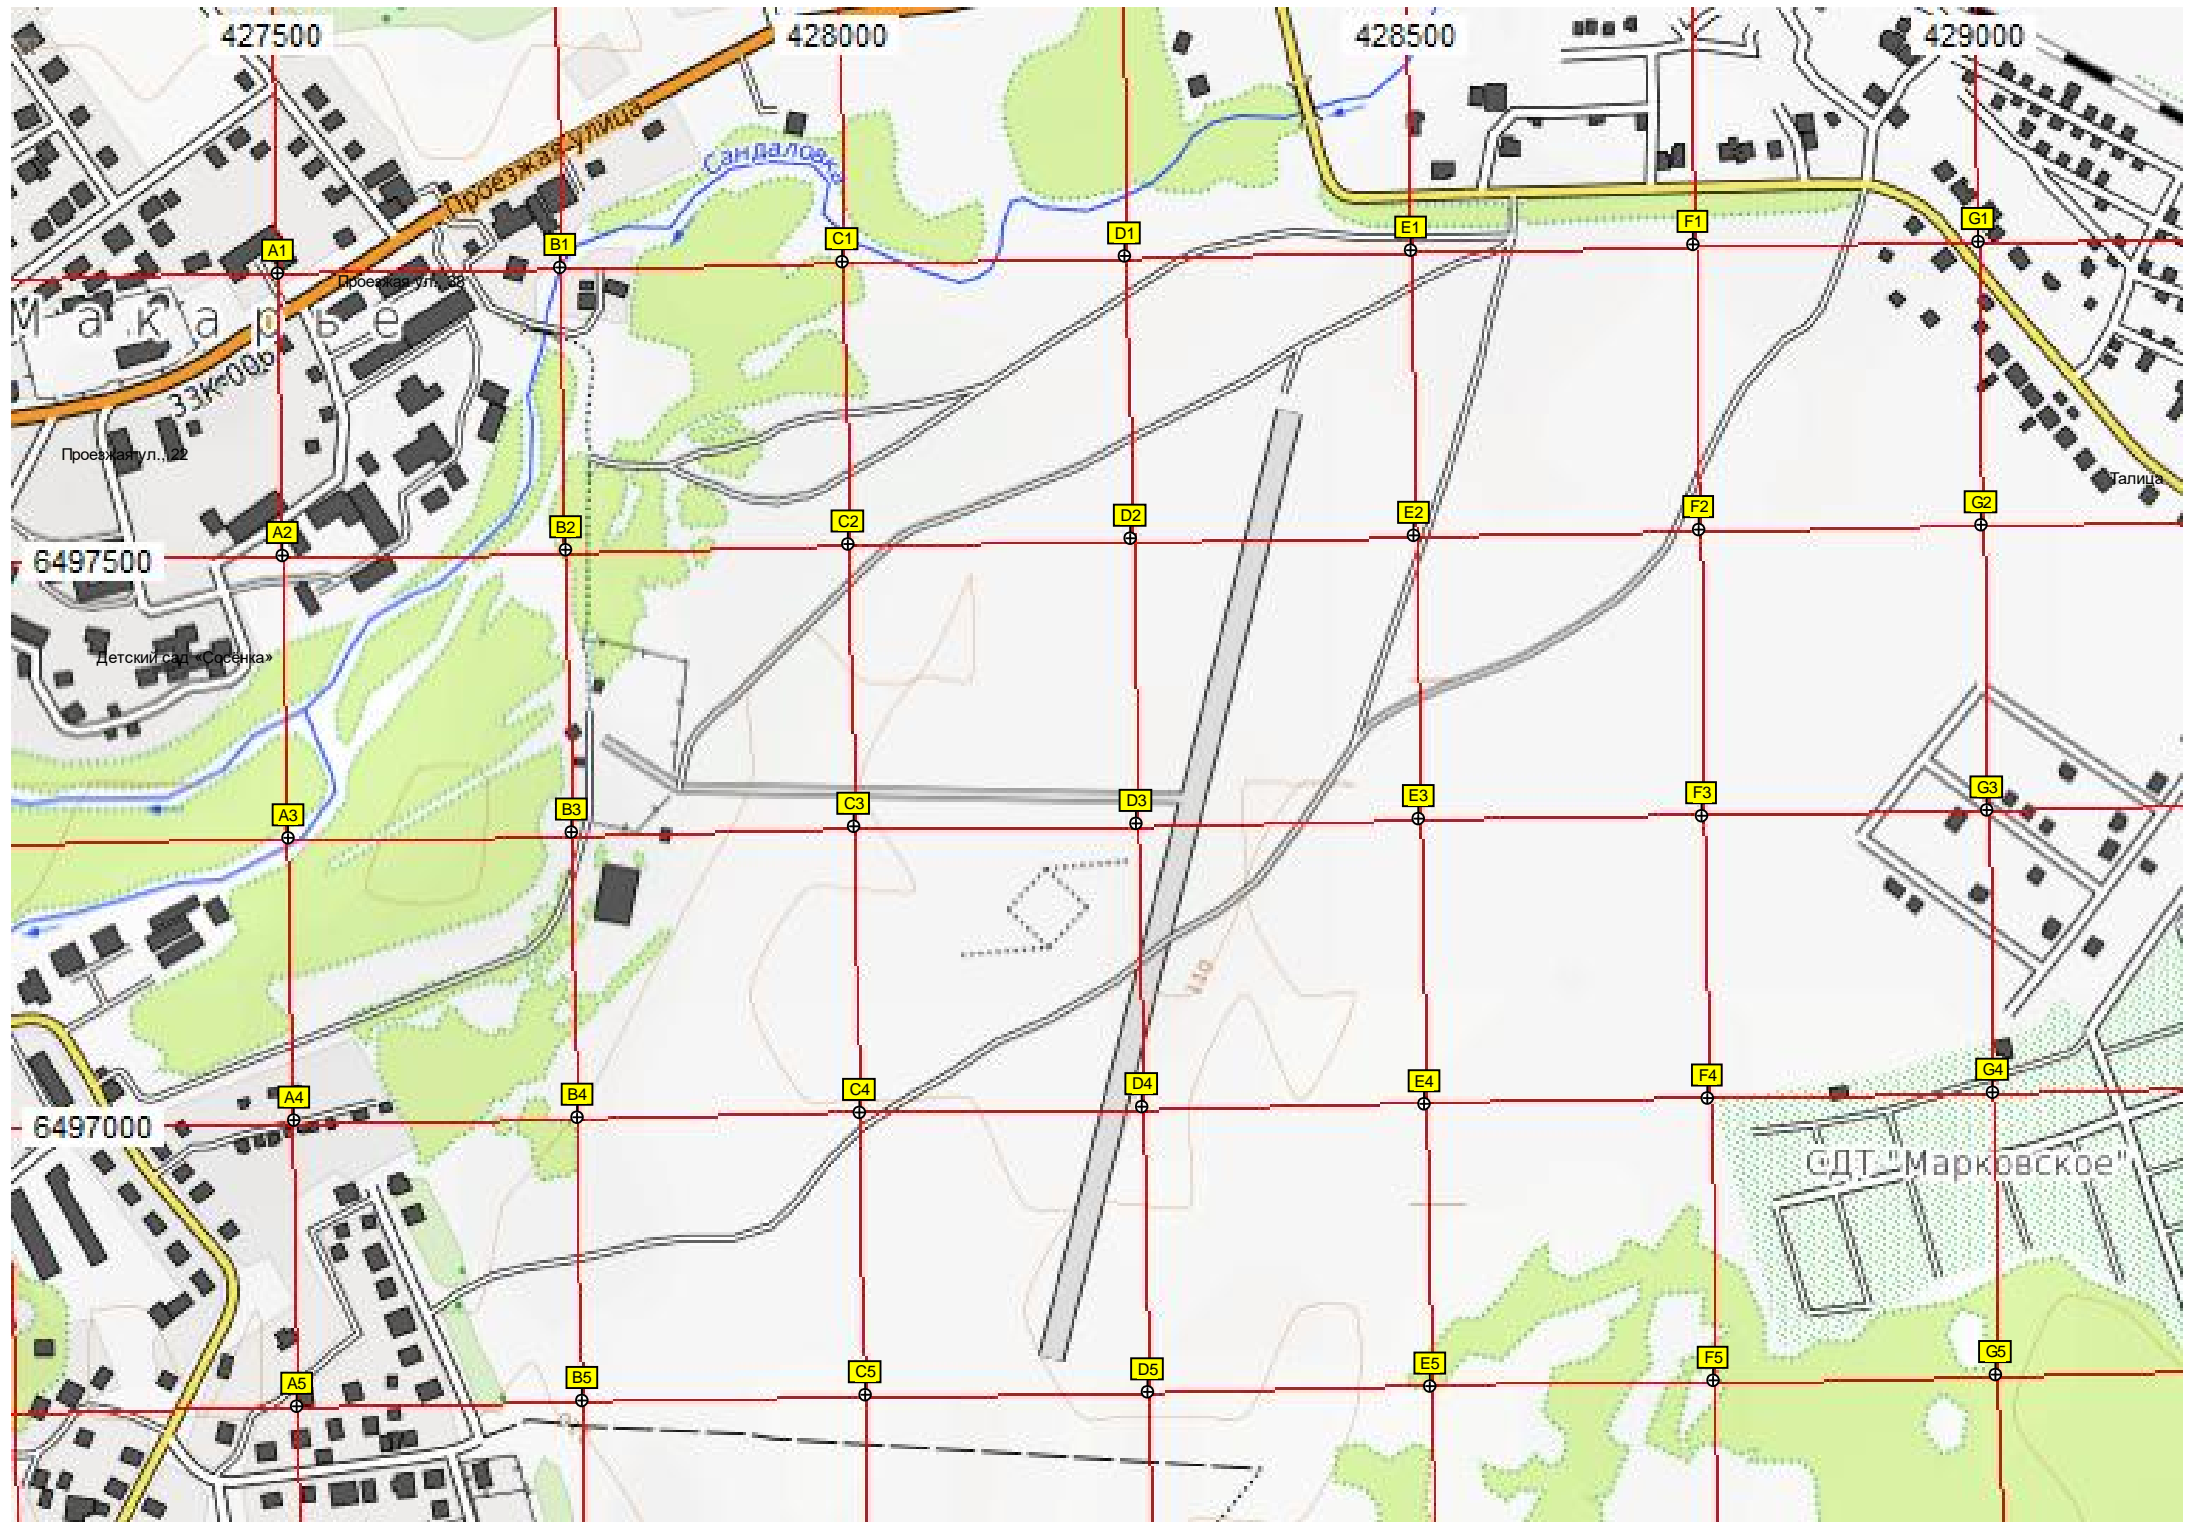 427500
428000
428500
429000
Проезжая улица
Сандаловка
A1
B1
C1
D1
E1
F1
G1
Проезжая ул., 38
Макарье
33К-006
Проезжая ул., 22
Талица
A2
B2
C2
D2
E2
F2
G2
6497500
Детский сад «Сосенка»
A3
B3
C3
D3
E3
F3
G3
110
A4
B4
C4
D4
E4
F4
G4
6497000
СДТ "Марковское"
A5
B5
C5
D5
E5
F5
G5